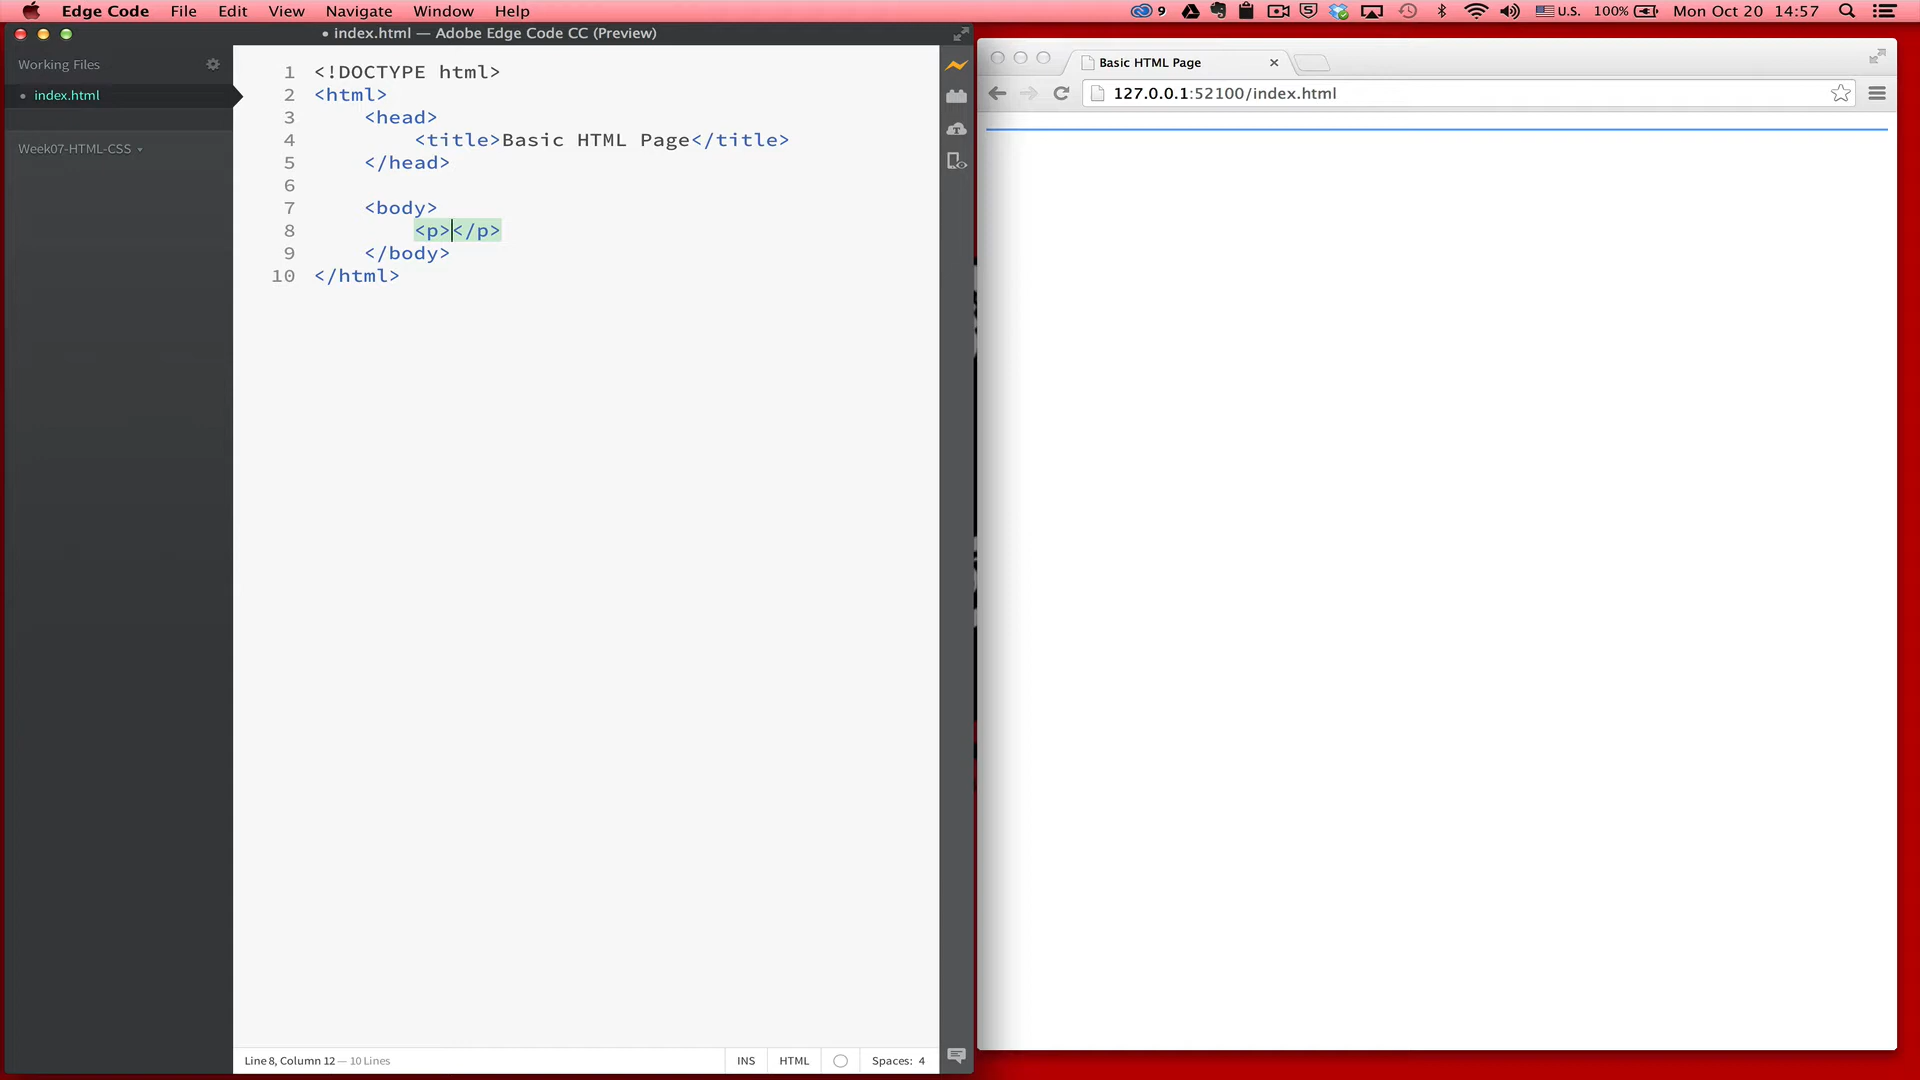 Edge Code File Edit View Navigate Window Help 9 U.S. 100% Mon Oct 20 14:57
• index.html — Adobe Edge Code CC (Preview)
Working Files
• index.html
Week07-HTML-CSS
1 <!DOCTYPE html>
2 <html>
3 <head>
4 <title>Basic HTML Page</title>
5 </head>
6
7 <body>
8 <p></p>
9 </body>
10 </html>
Line 8, Column 12 — 10 Lines INS HTML Spaces: 4
Basic HTML Page
127.0.0.1:52100/index.html